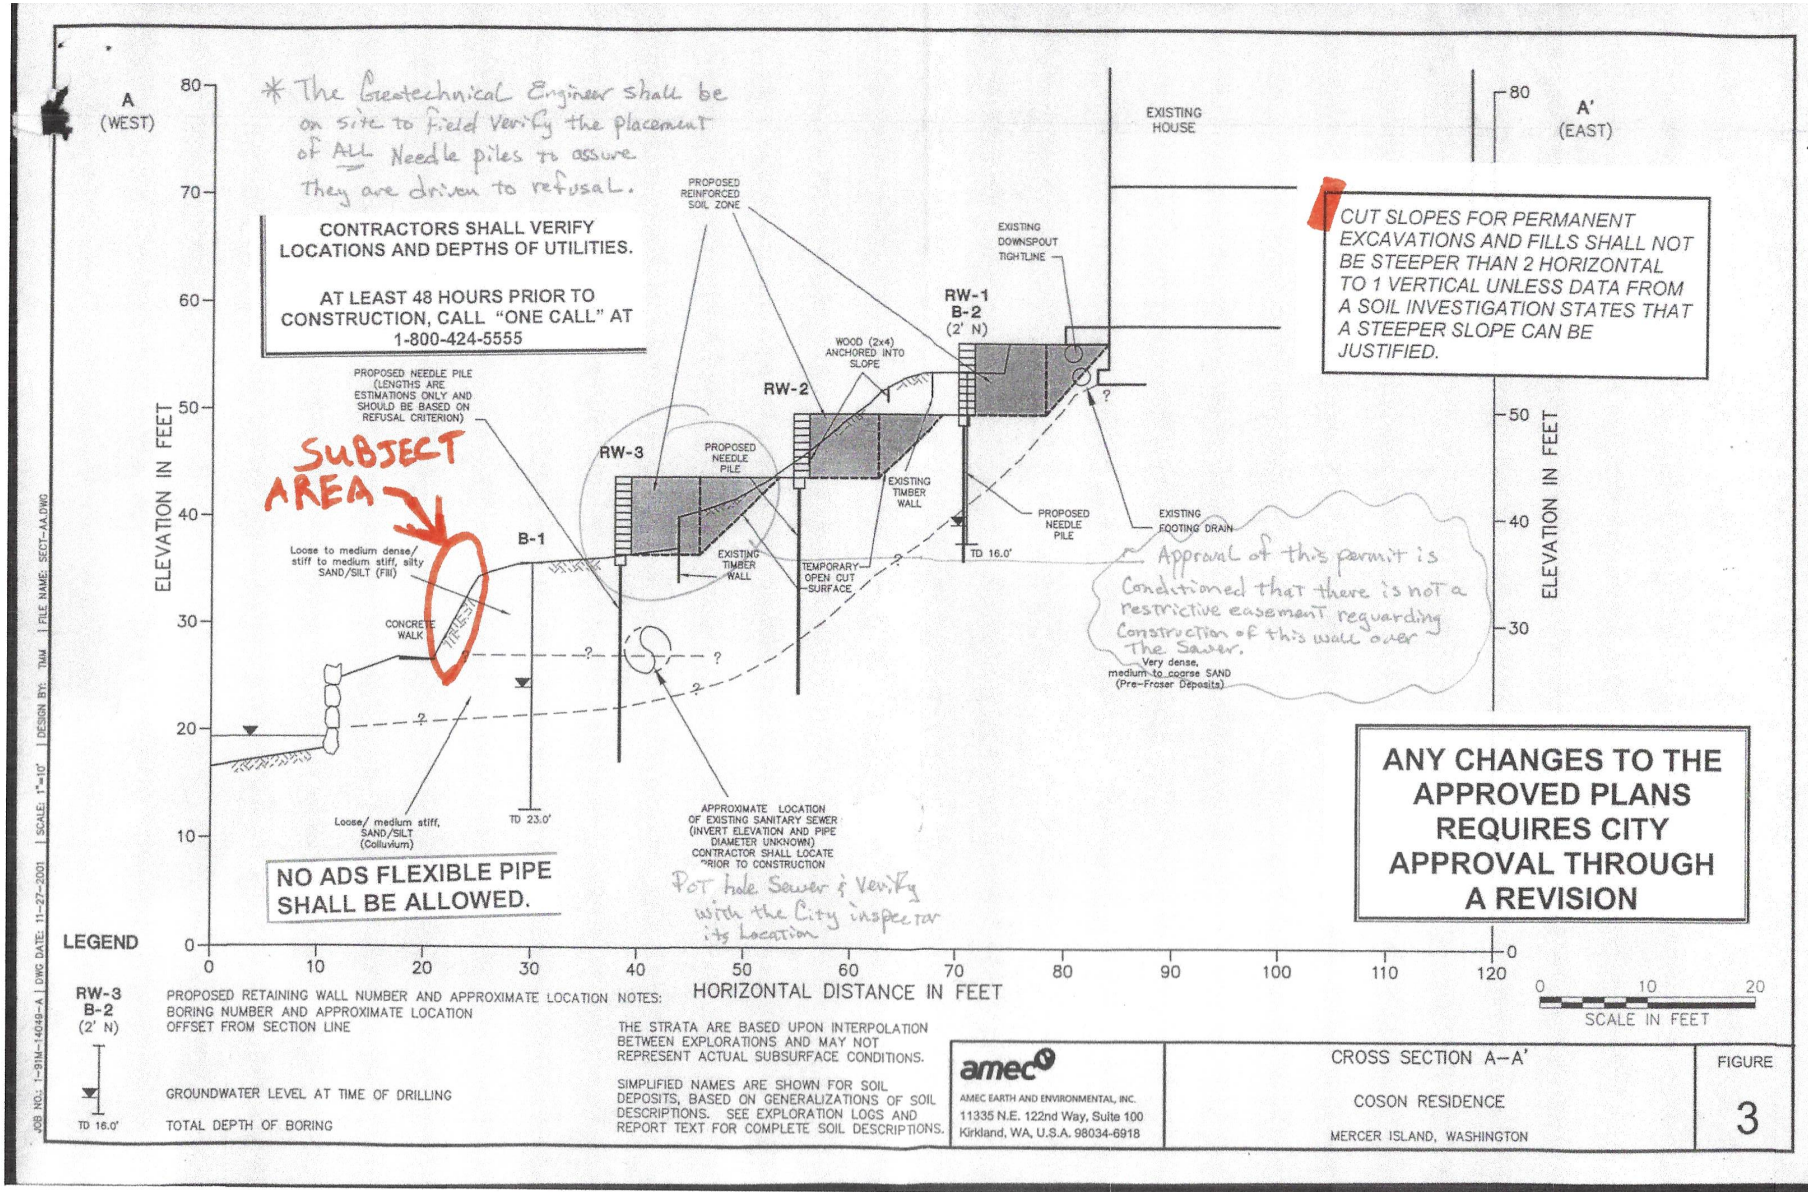 A
(WEST)
80
70
60
50
40
30
20
10
0
ELEVATION IN FEET
* The Geotechnical Engineer shall be
on site to field verify the placement
of ALL Needle piles to assure
They are driven to refusal.
CONTRACTORS SHALL VERIFY
LOCATIONS AND DEPTHS OF UTILITIES.
AT LEAST 48 HOURS PRIOR TO
CONSTRUCTION, CALL "ONE CALL" AT
1-800-424-5555
PROPOSED NEEDLE PILE
(LENGTHS ARE
ESTIMATIONS ONLY AND
SHOULD BE BASED ON
REFUSAL CRITERION)
SUBJECT
AREA
Loose to medium dense/
stiff to medium stiff, silty
SAND/SILT (Fill)
B-1
CONCRETE
WALK
PROPOSED
REINFORCED
SOIL ZONE
RW-3
PROPOSED
NEEDLE
PILE
EXISTING
TIMBER
WALL
RW-2
WOOD (2x4)
ANCHORED INTO
SLOPE
EXISTING
TIMBER
WALL
TEMPORARY
OPEN CUT
SURFACE
RW-1
B-2
(2' N)
EXISTING
DOWNSPOUT
TIGHTLINE
EXISTING
HOUSE
80
A'
(EAST)
CUT SLOPES FOR PERMANENT
EXCAVATIONS AND FILLS SHALL NOT
BE STEEPER THAN 2 HORIZONTAL
TO 1 VERTICAL UNLESS DATA FROM
A SOIL INVESTIGATION STATES THAT
A STEEPER SLOPE CAN BE
JUSTIFIED.
50
40
30
0
ELEVATION IN FEET
?
?
?
?
?
?
?
PROPOSED
NEEDLE
PILE
TD 16.0'
EXISTING
FOOTING DRAIN
Approval of this permit is
Conditioned that there is not a
restrictive easement reguarding
Construction of this wall over
The Sewer.
Very dense,
medium to coarse SAND
(Pre-Fraser Deposits)
ANY CHANGES TO THE
APPROVED PLANS
REQUIRES CITY
APPROVAL THROUGH
A REVISION
Loose/ medium stiff,
SAND/SILT
(Colluvium)
TD 23.0'
NO ADS FLEXIBLE PIPE
SHALL BE ALLOWED.
APPROXIMATE LOCATION
OF EXISTING SANITARY SEWER
(INVERT ELEVATION AND PIPE
DIAMETER UNKNOWN)
CONTRACTOR SHALL LOCATE
PRIOR TO CONSTRUCTION
Pot hole Sewer & Verify
with the City inspector
its Location
0 10 20 30 40 50 60 70 80 90 100 110 120
HORIZONTAL DISTANCE IN FEET
0 10 20
SCALE IN FEET
LEGEND
RW-3 PROPOSED RETAINING WALL NUMBER AND APPROXIMATE LOCATION
B-2 BORING NUMBER AND APPROXIMATE LOCATION
(2' N) OFFSET FROM SECTION LINE
GROUNDWATER LEVEL AT TIME OF DRILLING
TD 16.0' TOTAL DEPTH OF BORING
NOTES:
THE STRATA ARE BASED UPON INTERPOLATION
BETWEEN EXPLORATIONS AND MAY NOT
REPRESENT ACTUAL SUBSURFACE CONDITIONS.
SIMPLIFIED NAMES ARE SHOWN FOR SOIL
DEPOSITS, BASED ON GENERALIZATIONS OF SOIL
DESCRIPTIONS. SEE EXPLORATION LOGS AND
REPORT TEXT FOR COMPLETE SOIL DESCRIPTIONS.
amec
AMEC EARTH AND ENVIRONMENTAL, INC.
11335 N.E. 122nd Way, Suite 100
Kirkland, WA, U.S.A. 98034-6918
CROSS SECTION A-A'
COSON RESIDENCE
MERCER ISLAND, WASHINGTON
FIGURE
3
JOB NO.: 1-91M-14049-A | DWG DATE: 11-27-2001 | SCALE: 1"=10' | DESIGN BY: TMM | FILE NAME: SECT-AA.DWG